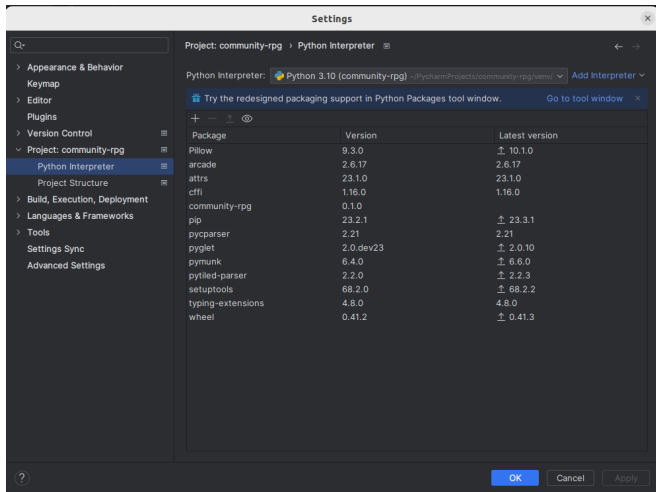 Settings
Project: community-rpg › Python Interpreter
Appearance & Behavior
Keymap
Editor
Plugins
Version Control
Project: community-rpg
Python Interpreter
Project Structure
Build, Execution, Deployment
Languages & Frameworks
Tools
Settings Sync
Advanced Settings
Python Interpreter: Python 3.10 (community-rpg) ~/PycharmProjects/community-rpg/venv/ Add Interpreter
Try the redesigned packaging support in Python Packages tool window. Go to tool window
Package Version Latest version
Pillow 9.3.0 10.1.0
arcade 2.6.17 2.6.17
attrs 23.1.0 23.1.0
cffi 1.16.0 1.16.0
community-rpg 0.1.0
pip 23.2.1 23.3.1
pycparser 2.21 2.21
pyglet 2.0.dev23 2.0.10
pymunk 6.4.0 6.6.0
pytiled-parser 2.2.0 2.2.3
setuptools 68.2.0 68.2.2
typing-extensions 4.8.0 4.8.0
wheel 0.41.2 0.41.3
? OK Cancel Apply